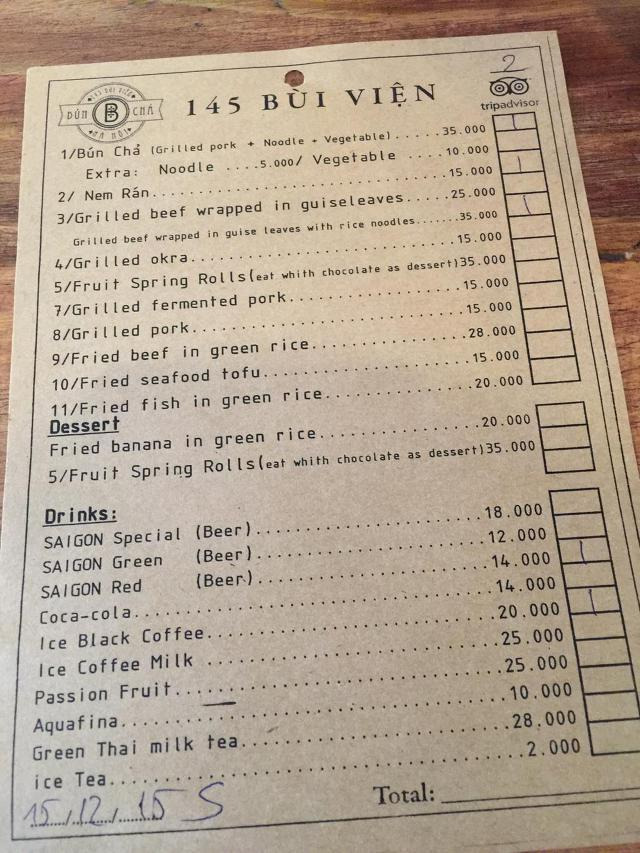 2
145 BÙI VIỆN
145 BÙI VIỆN
BÚN B CHẢ
HÀ NỘI
tripadvisor
1/Bún Chả (Grilled pork + Noodle + Vegetable).....35.000
Extra: Noodle ....5.000/ Vegetable ....10.000
2/ Nem Rán...............15.000
3/Grilled beef wrapped in guiseleaves.....25.000
Grilled beef wrapped in guise leaves with rice noodles.......35.000
4/Grilled okra...............15.000
5/Fruit Spring Rolls(eat whith chocolate as dessert)35.000
7/Grilled fermented pork...............15.000
8/Grilled pork...............15.000
9/Fried beef in green rice...............28.000
10/Fried seafood tofu...............15.000
11/Fried fish in green rice...............20.000
Dessert
Fried banana in green rice...............20.000
5/Fruit Spring Rolls(eat whith chocolate as dessert)35.000
Drinks:
SAIGON Special (Beer)...............18.000
SAIGON Green (Beer)...............12.000
SAIGON Red (Beer)...............14.000
Coca-cola...............14.000
Ice Black Coffee...............20.000
Ice Coffee Milk ...............25.000
Passion Fruit...............25.000
Aquafina...............10.000
Green Thai milk tea...............28.000
ice Tea...............2.000
15/12/15 S
Total: